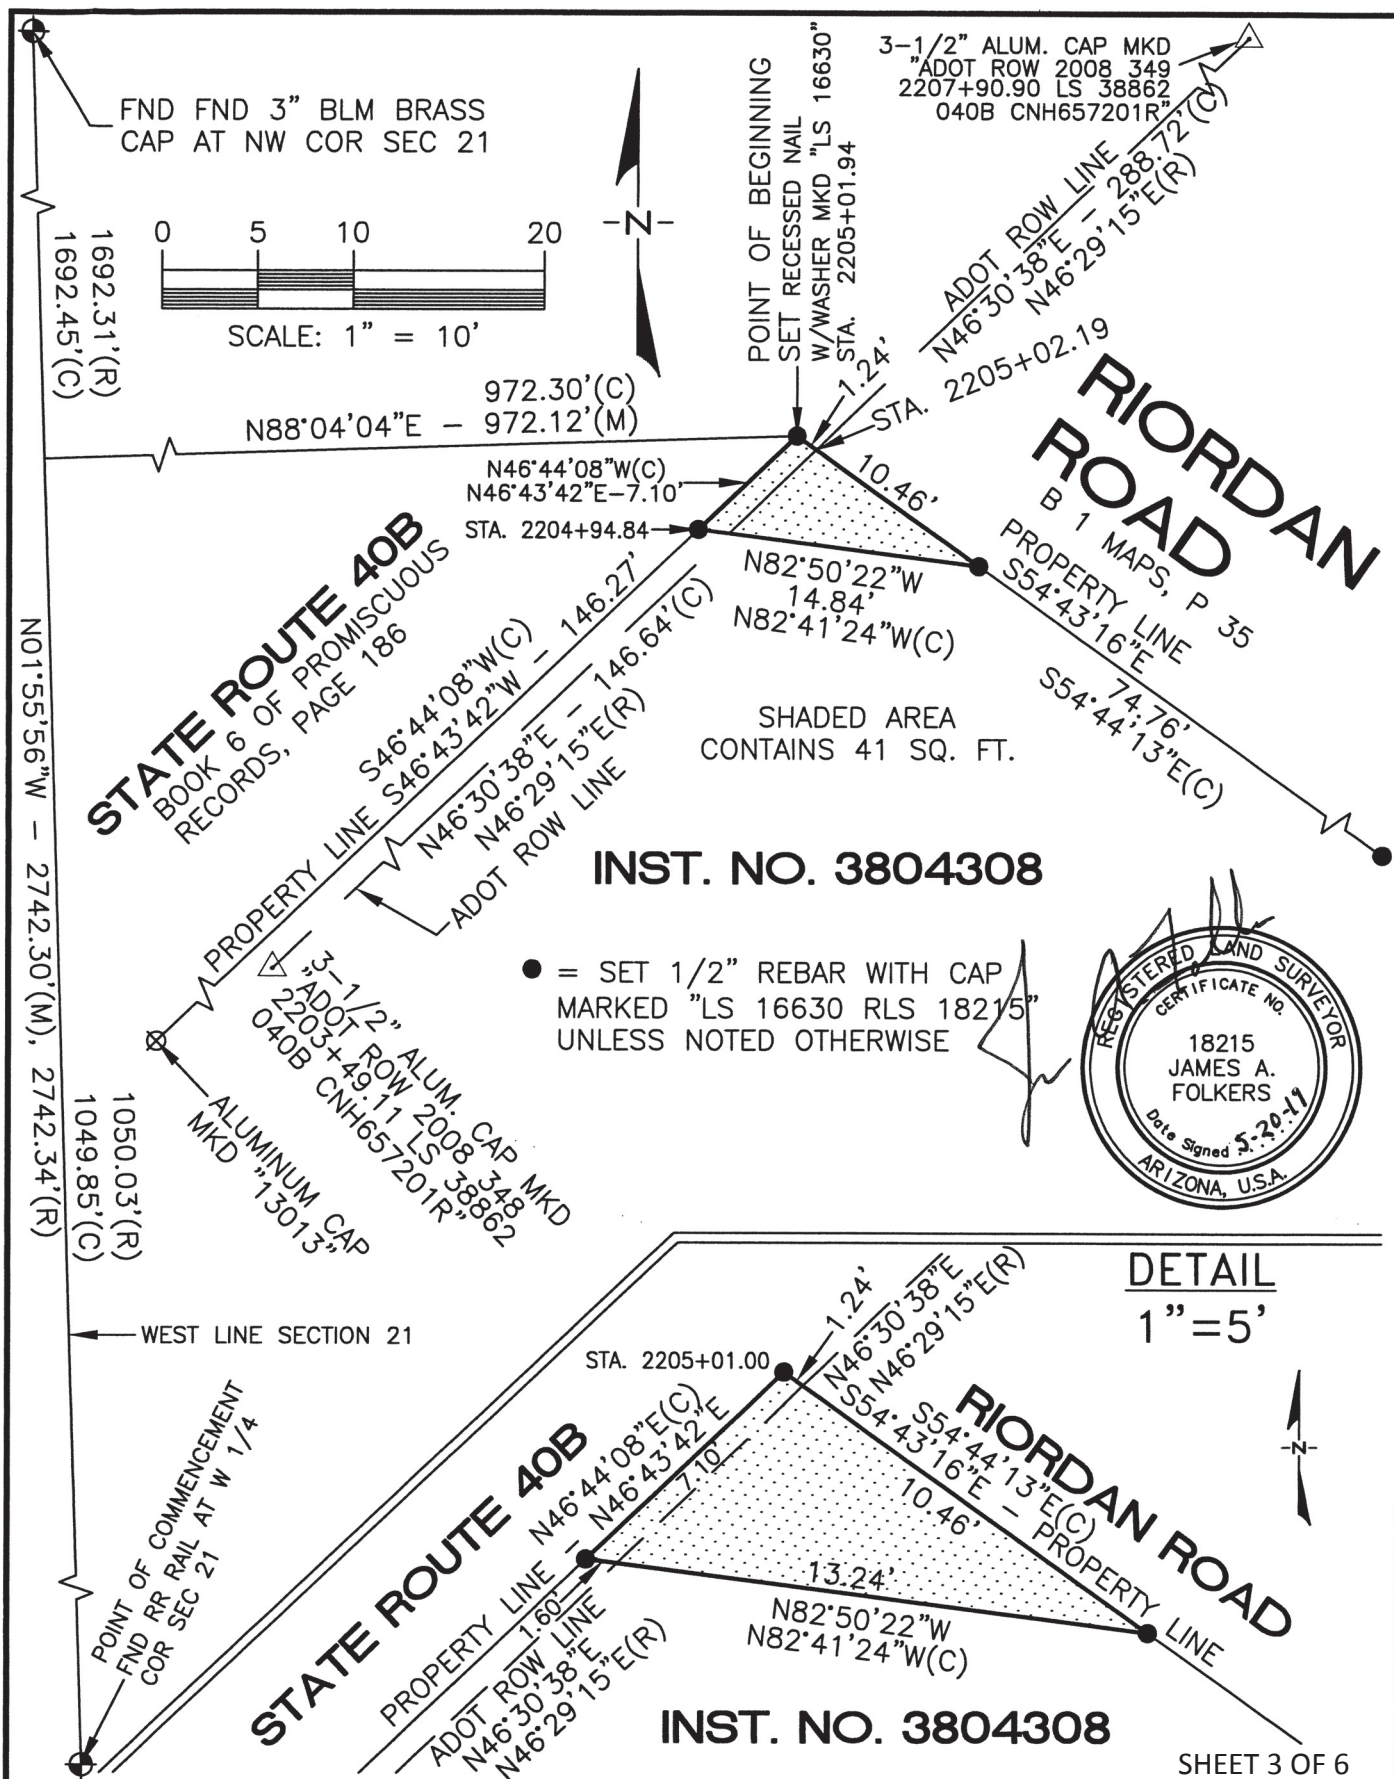 FND FND 3" BLM BRASS
CAP AT NW COR SEC 21
1692.31'(R)
1692.45'(C)
0 5 10 20
SCALE: 1" = 10'
-N-
POINT OF BEGINNING
SET RECESSED NAIL
W/WASHER MKD "LS 16630"
STA. 2205+01.94
3-1/2" ALUM. CAP MKD
"ADOT ROW 2008 349
2207+90.90 LS 38862
040B CNH657201R"
ADOT ROW LINE
N46°30'38"E - 288.72'(C)
N46°29'15"E(R)
972.30'(C)
N88°04'04"E - 972.12'(M)
1.24'
STA. 2205+02.19
RIORDAN
ROAD
B 1 MAPS, P 35
N46°44'08"W(C)
N46°43'42"E-7.10'
STA. 2204+94.84
10.46'
N82°50'22"W
14.84'
N82°41'24"W(C)
PROPERTY LINE
S54°43'16"E
74.76'
S54°44'13"E(C)
STATE ROUTE 40B
BOOK 6 OF PROMISCUOUS
RECORDS, PAGE 186
S46°44'08"W(C)
PROPERTY LINE S46°43'42"W - 146.27'
N46°30'38"E - 146.64'(C)
N46°29'15"E(R)
ADOT ROW LINE
SHADED AREA
CONTAINS 41 SQ. FT.
INST. NO. 3804308
N01°55'56"W - 2742.30'(M), 2742.34'(R)
● = SET 1/2" REBAR WITH CAP
MARKED "LS 16630 RLS 18215"
UNLESS NOTED OTHERWISE
3-1/2" ALUM. CAP MKD
"ADOT ROW 2008 348
2203+49.11 LS 38862
040B CNH657201R"
ALUMINUM CAP
MKD "13013"
1050.03'(R)
1049.85'(C)
REGISTERED LAND SURVEYOR
CERTIFICATE NO.
18215
JAMES A.
FOLKERS
Date Signed 5-20-19
ARIZONA, U.S.A.
WEST LINE SECTION 21
POINT OF COMMENCEMENT
FND RR RAIL AT W 1/4
COR SEC 21
DETAIL
1"=5'
-N-
STA. 2205+01.00
1.24'
N46°30'38"E
N46°29'15"E(R)
STATE ROUTE 40B
N46°44'08"E(C)
PROPERTY LINE - N46°43'42"E
7.10'
RIORDAN ROAD
S54°44'13"E(C)
S54°43'16"E - PROPERTY LINE
10.46'
13.24'
N82°50'22"W
N82°41'24"W(C)
1.60'
ADOT ROW LINE
N46°30'38"E
N46°29'15"E(R)
INST. NO. 3804308
SHEET 3 OF 6